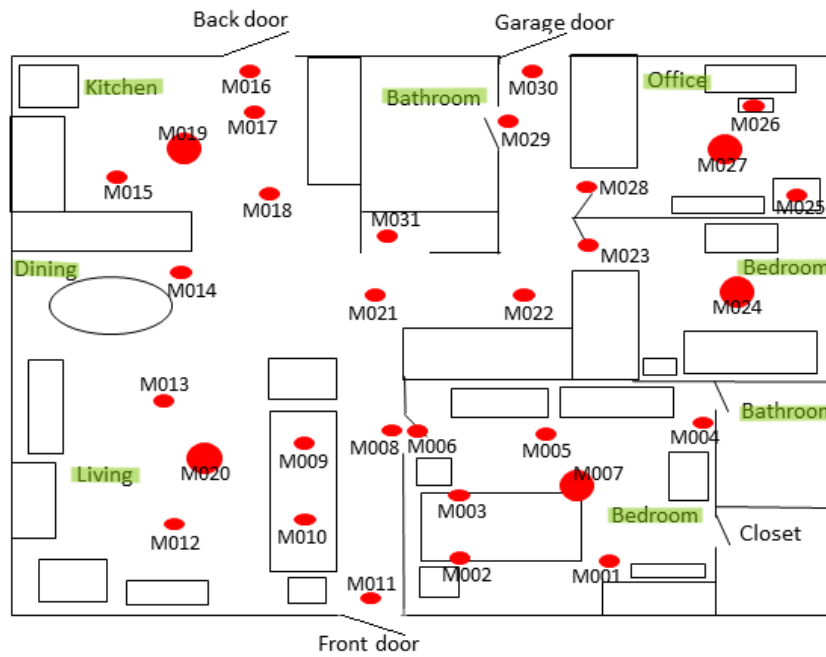 Back door
Garage door
Kitchen
M016
Bathroom
M030
Office
M017
M029
M026
M019
M027
M015
M018
M028
M025
M031
M023
Dining
M014
Bedroom
M021
M022
M024
M013
M008
M006
M005
M004
Bathroom
M009
M020
Living
M007
M003
M010
Bedroom
M012
Closet
M002
M001
M011
Front door